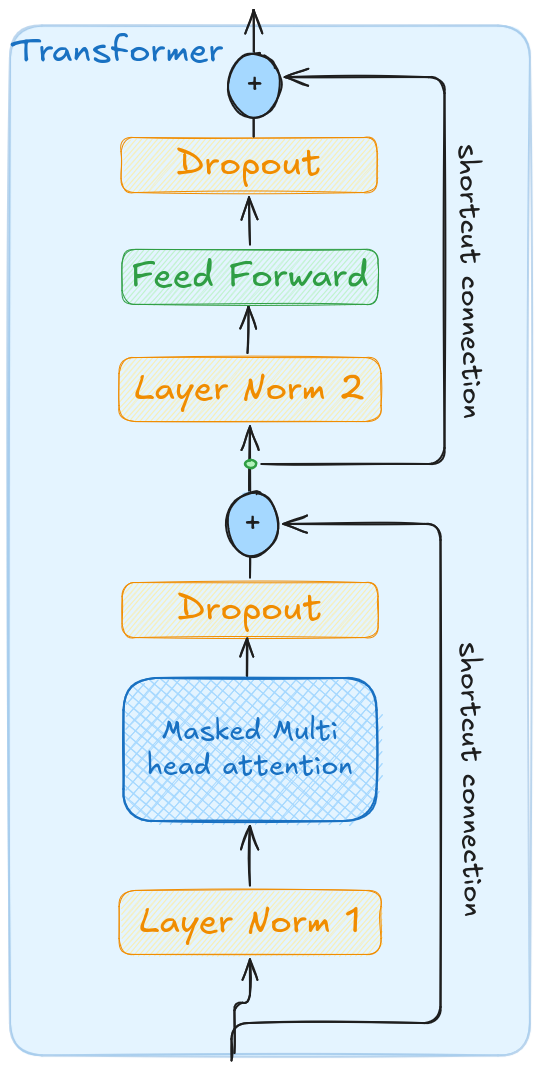 Transformer
+
Dropout
shortcut connection
Feed Forward
Layer Norm 2
+
Dropout
shortcut connection
Masked Multi
head attention
Layer Norm 1